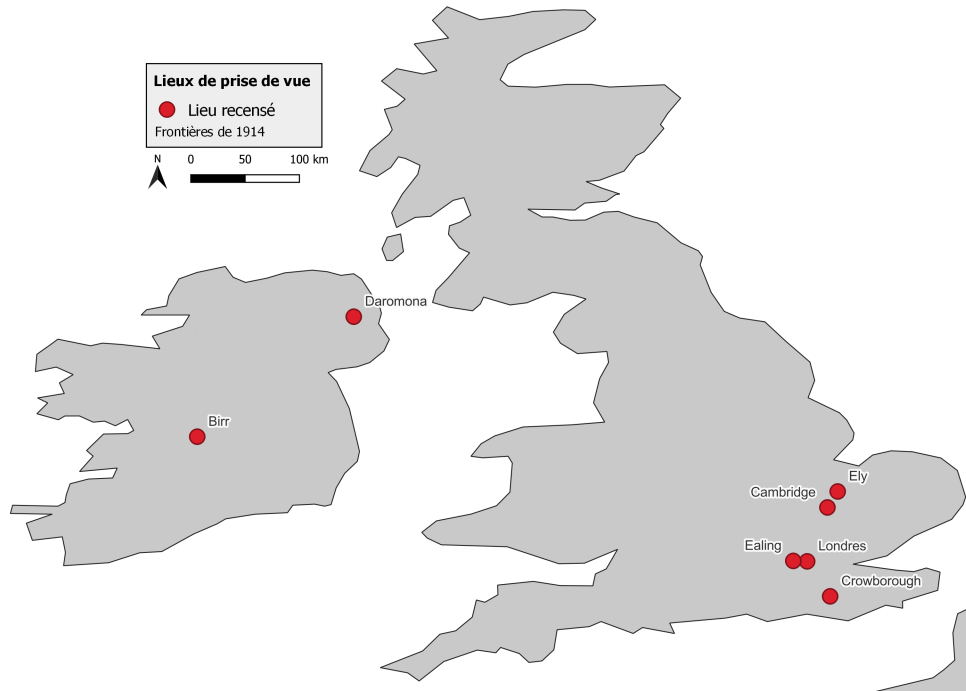 Lieux de prise de vue
Lieu recensé
Frontières de 1914
N 0 50 100 km
Daromona
Birr
Ely
Cambridge
Ealing Londres
Crowborough